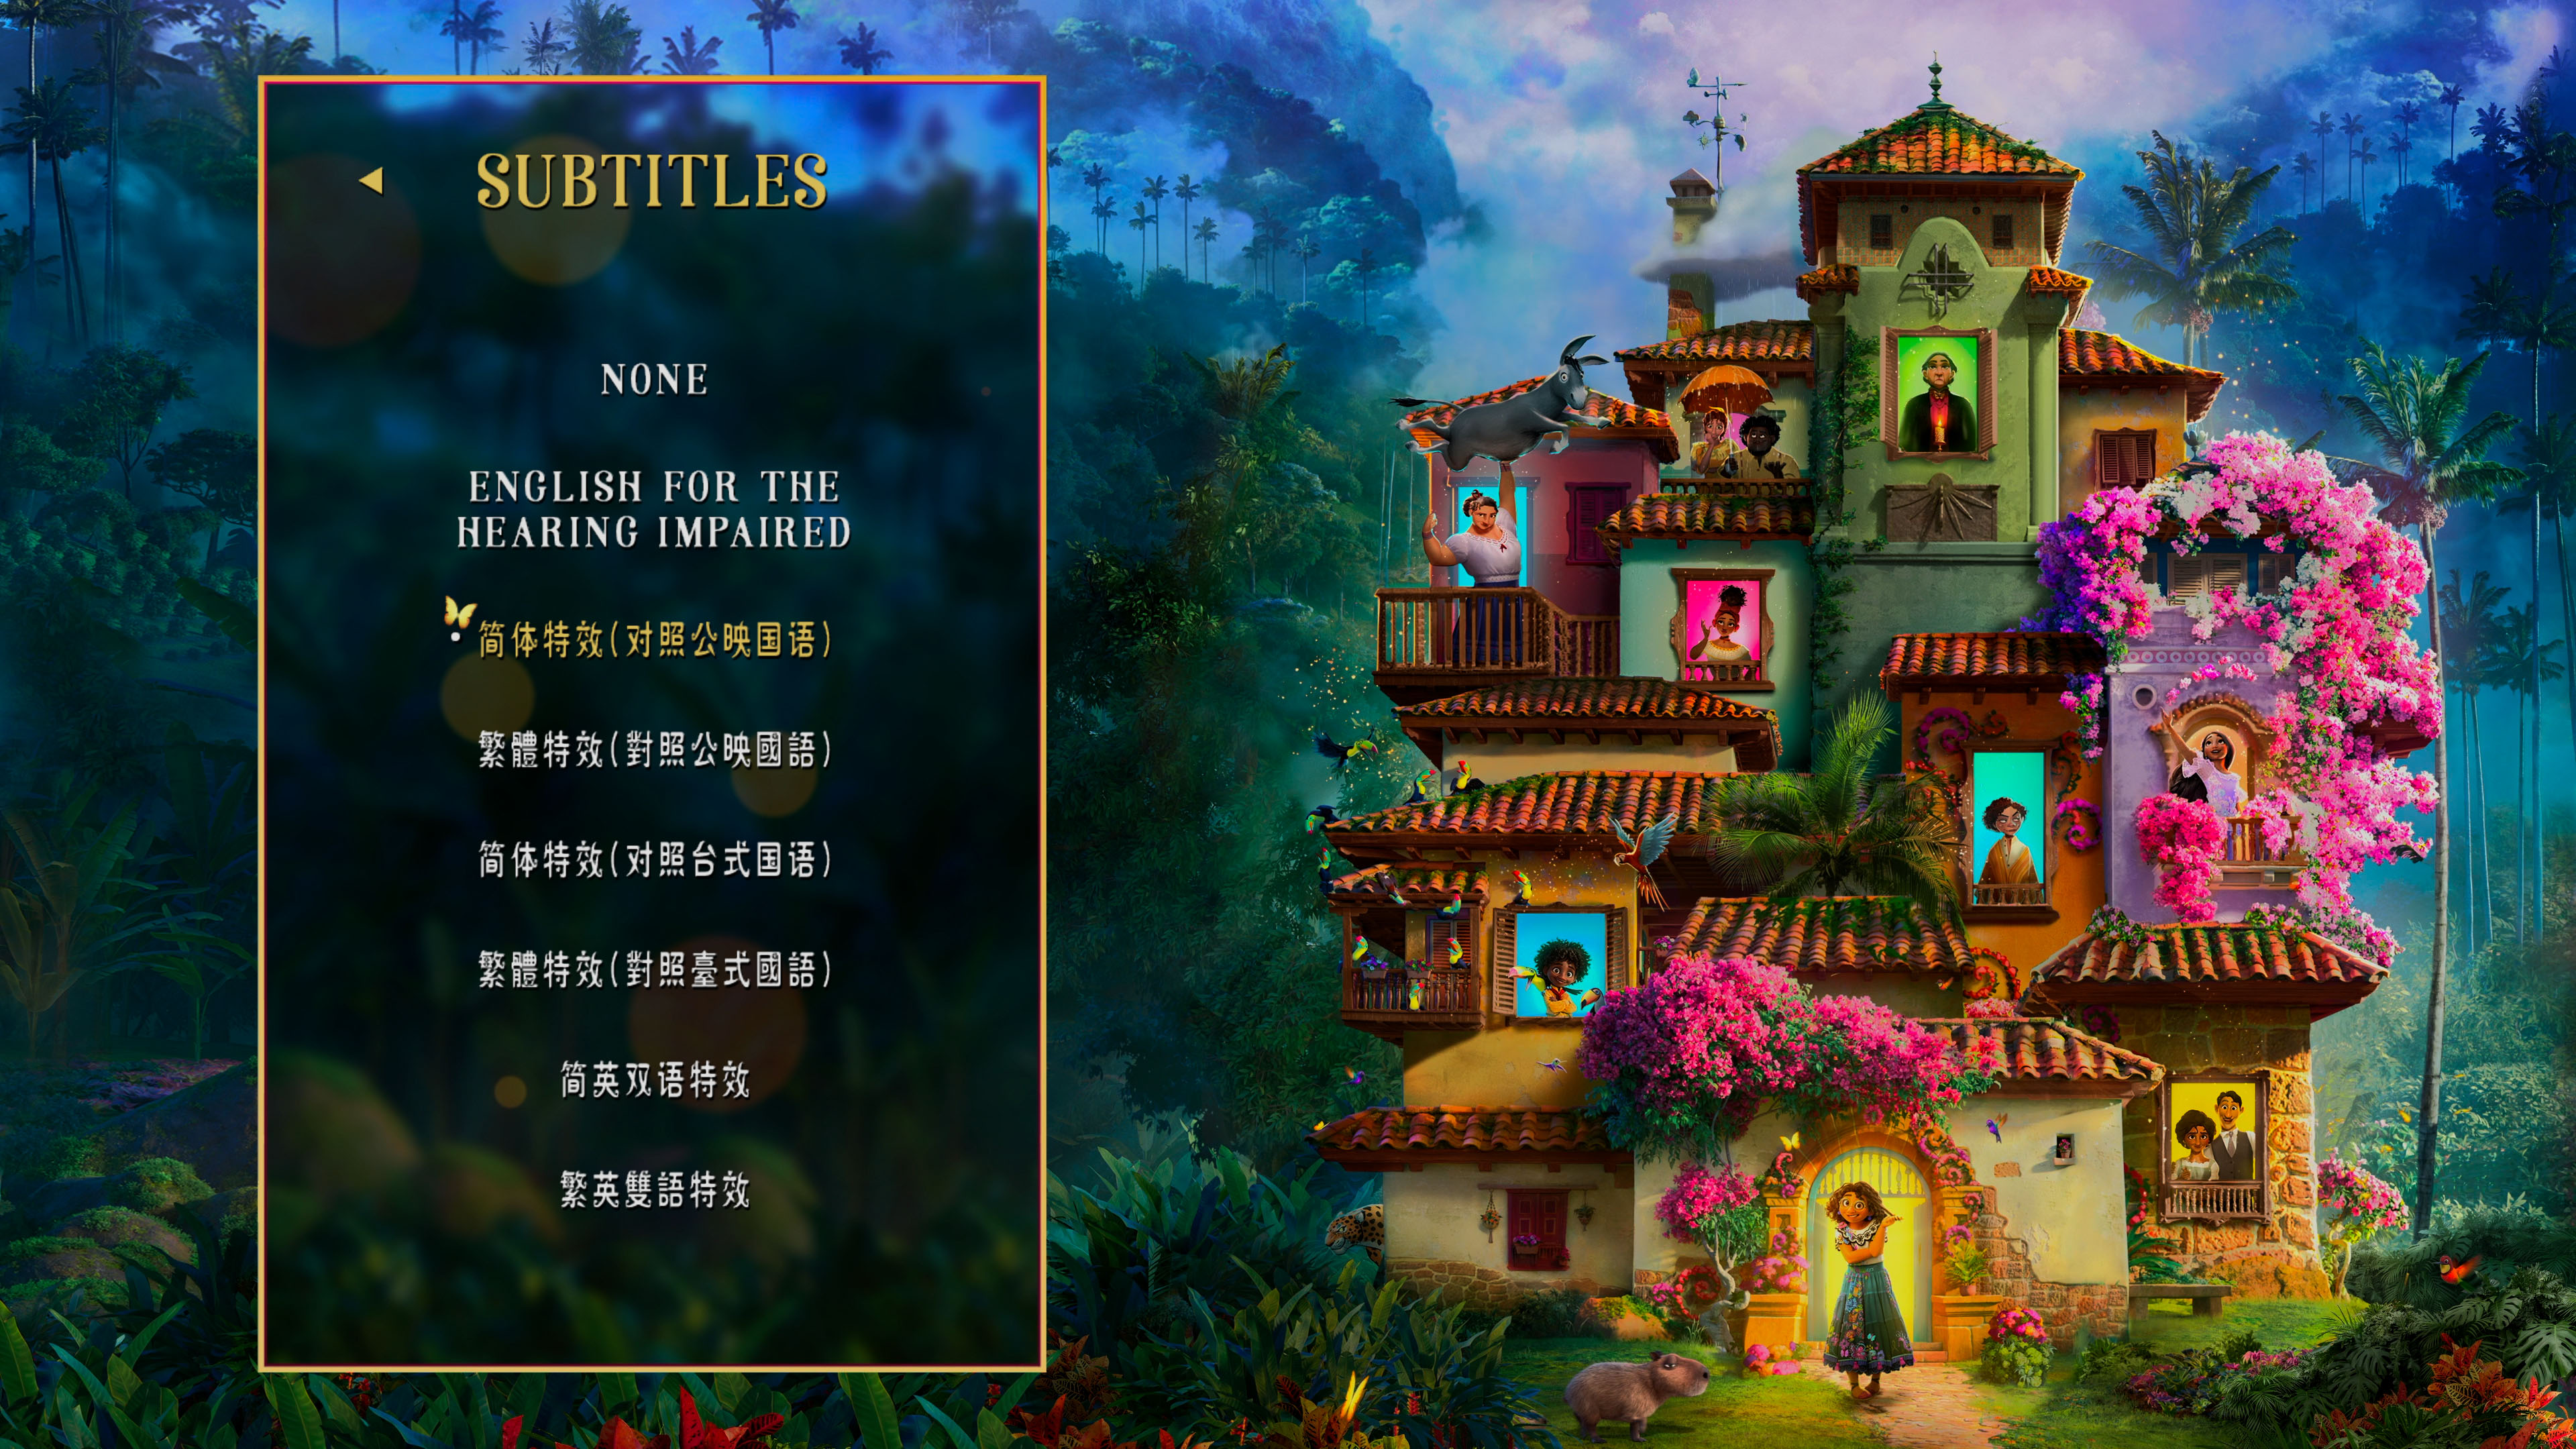 SUBTITLES
NONE
ENGLISH FOR THE
HEARING IMPAIRED
简体特效(对照公映国语)
繁體特效(對照公映國語)
简体特效(对照台式国语)
繁體特效(對照臺式國語)
简英双语特效
繁英雙語特效